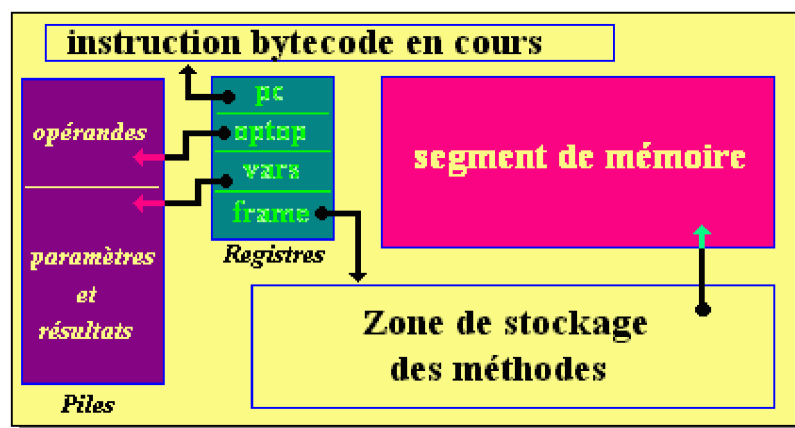 instruction bytecode en cours
opérandes
paramètres
et
résultats
Piles
pc
optop
vars
frame
Registres
segment de mémoire
Zone de stockage
des méthodes